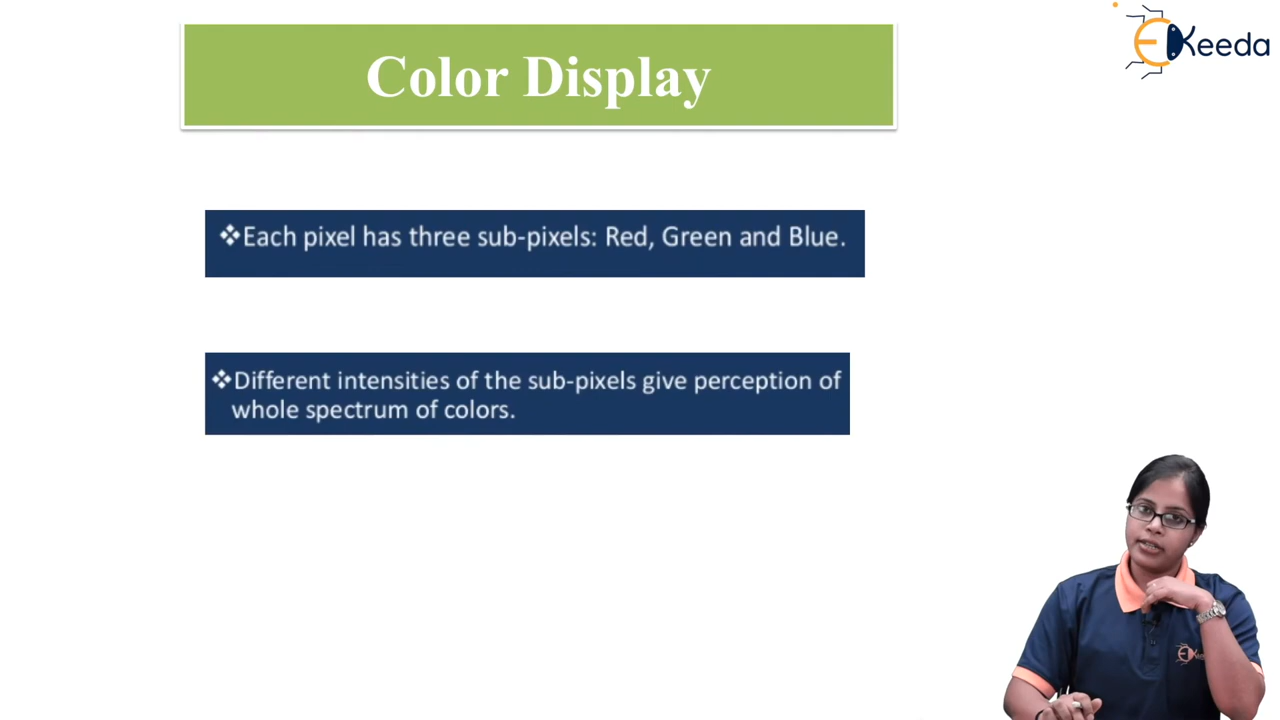 EKeeda
Color Display
❖Each pixel has three sub-pixels: Red, Green and Blue.
❖Different intensities of the sub-pixels give perception of
whole spectrum of colors.